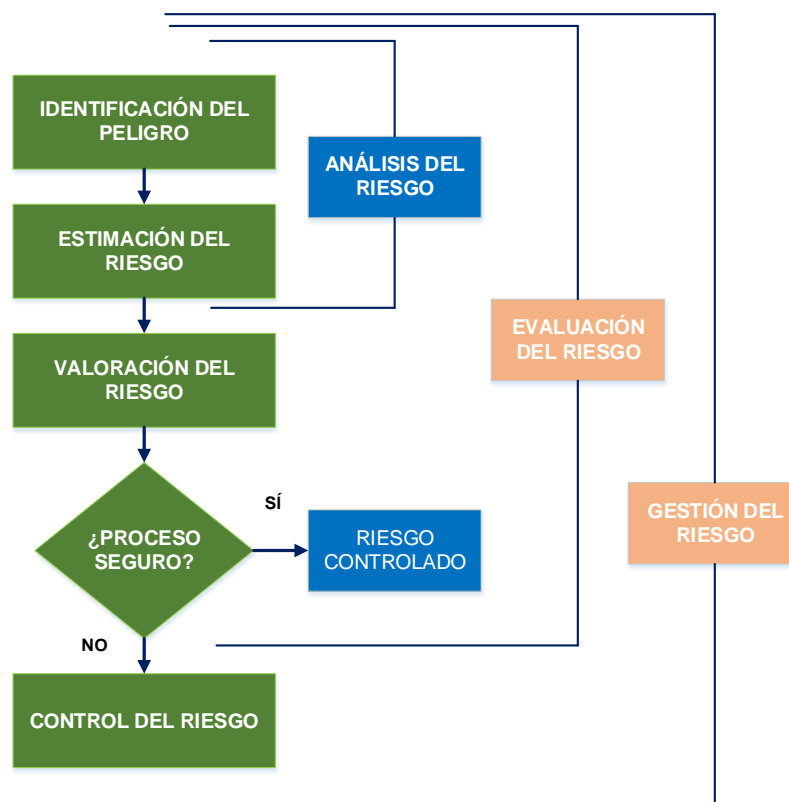 IDENTIFICACIÓN DEL
PELIGRO
ANÁLISIS DEL
RIESGO
ESTIMACIÓN DEL
RIESGO
EVALUACIÓN
DEL RIESGO
VALORACIÓN DEL
RIESGO
SÍ
GESTIÓN DEL
RIESGO
¿PROCESO
SEGURO?
RIESGO
CONTROLADO
NO
CONTROL DEL RIESGO